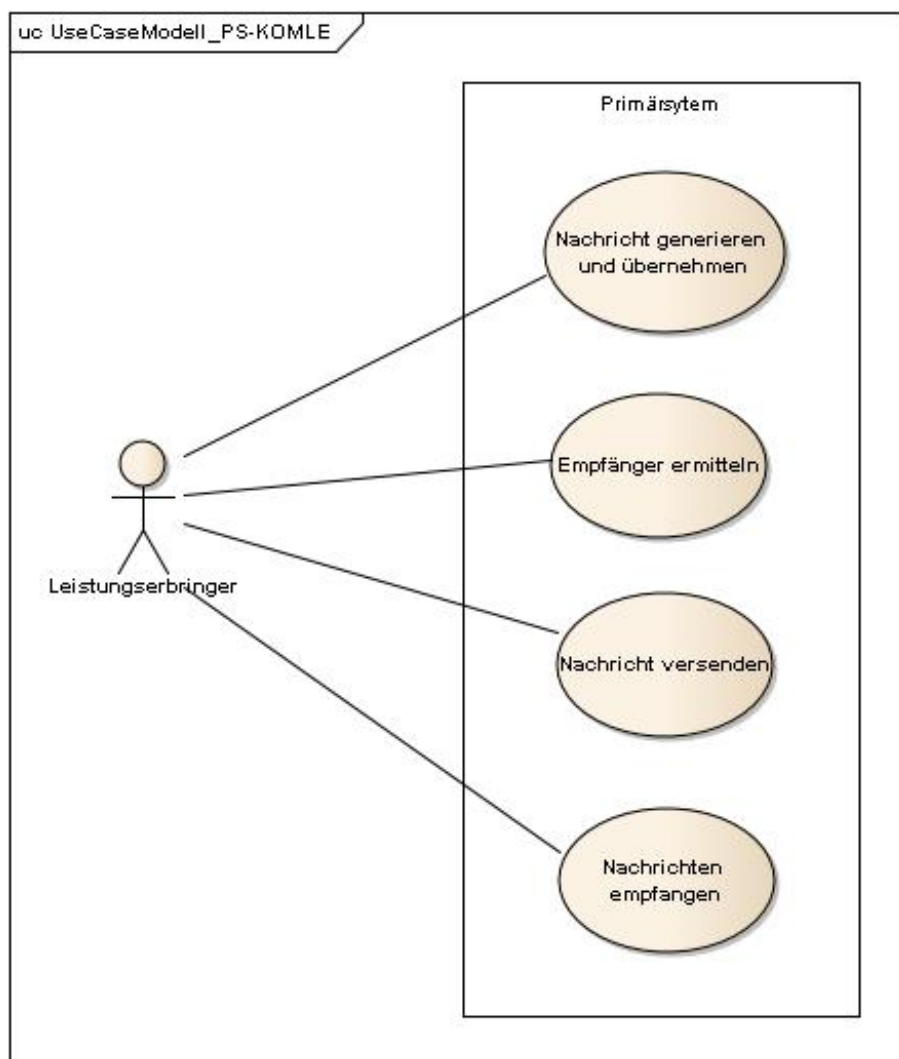 uc UseCaseModell_PS-KOMLE
Primärsytem
Nachricht generieren
und übernehmen
Empfänger ermitteln
Leistungserbringer
Nachricht versenden
Nachrichten
empfangen